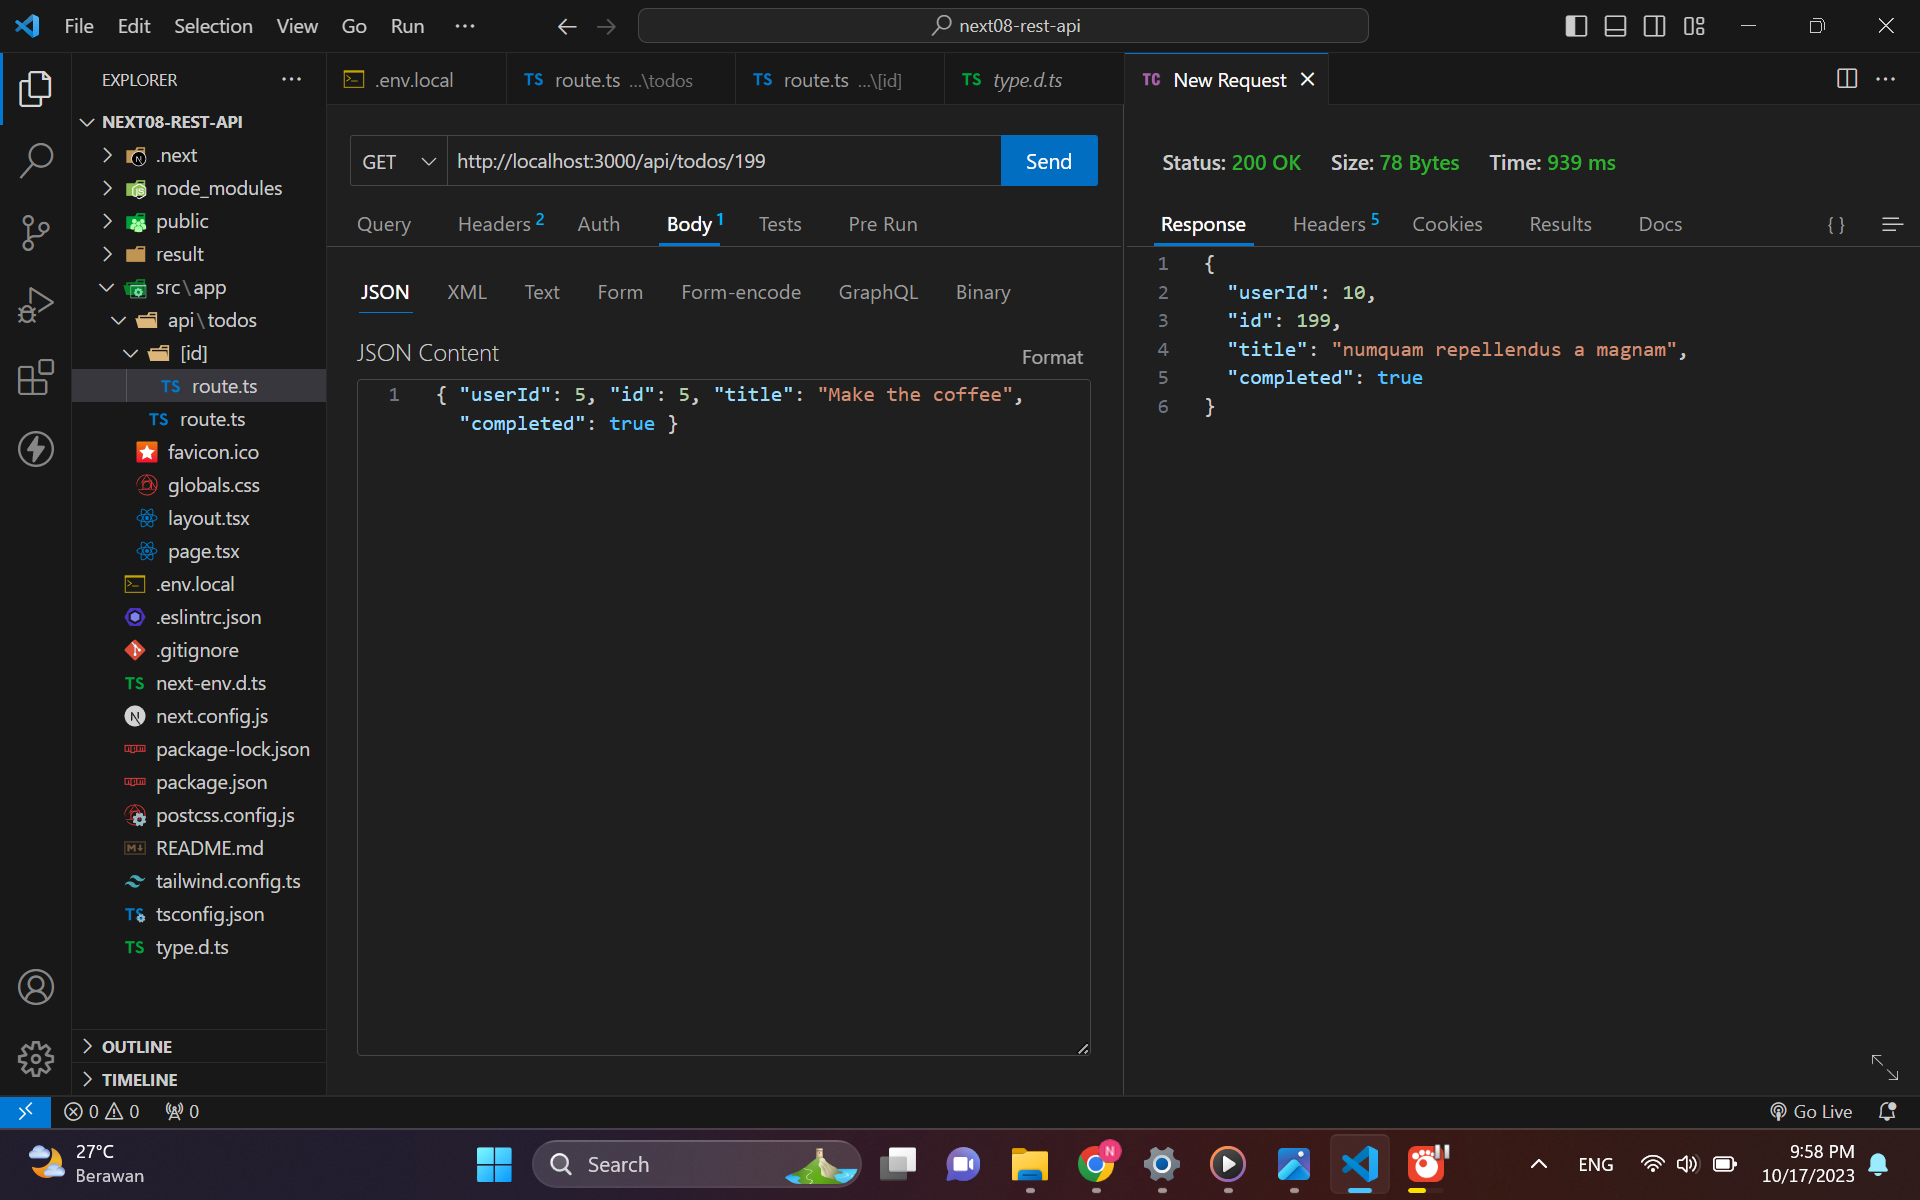 File Edit Selection View Go Run ···
next08-rest-api
EXPLORER ···
NEXT08-REST-API
.next
node_modules
public
result
src\app
api\todos
[id]
TS route.ts
TS route.ts
favicon.ico
globals.css
layout.tsx
page.tsx
.env.local
.eslintrc.json
.gitignore
TS next-env.d.ts
N next.config.js
package-lock.json
package.json
postcss.config.js
README.md
tailwind.config.ts
TS tsconfig.json
TS type.d.ts
OUTLINE
TIMELINE
.env.local TS route.ts ...\todos TS route.ts ...\[id] TS type.d.ts TC New Request
GET http://localhost:3000/api/todos/199 Send
Query Headers 2 Auth Body 1 Tests Pre Run
JSON XML Text Form Form-encode GraphQL Binary
JSON Content Format
1 { "userId": 5, "id": 5, "title": "Make the coffee",
"completed": true }
Status: 200 OK Size: 78 Bytes Time: 939 ms
Response Headers 5 Cookies Results Docs { }
1 {
2 "userId": 10,
3 "id": 199,
4 "title": "numquam repellendus a magnam",
5 "completed": true
6 }
0 0 0 Go Live
27°C
Berawan
Search
N
ENG
9:58 PM
10/17/2023